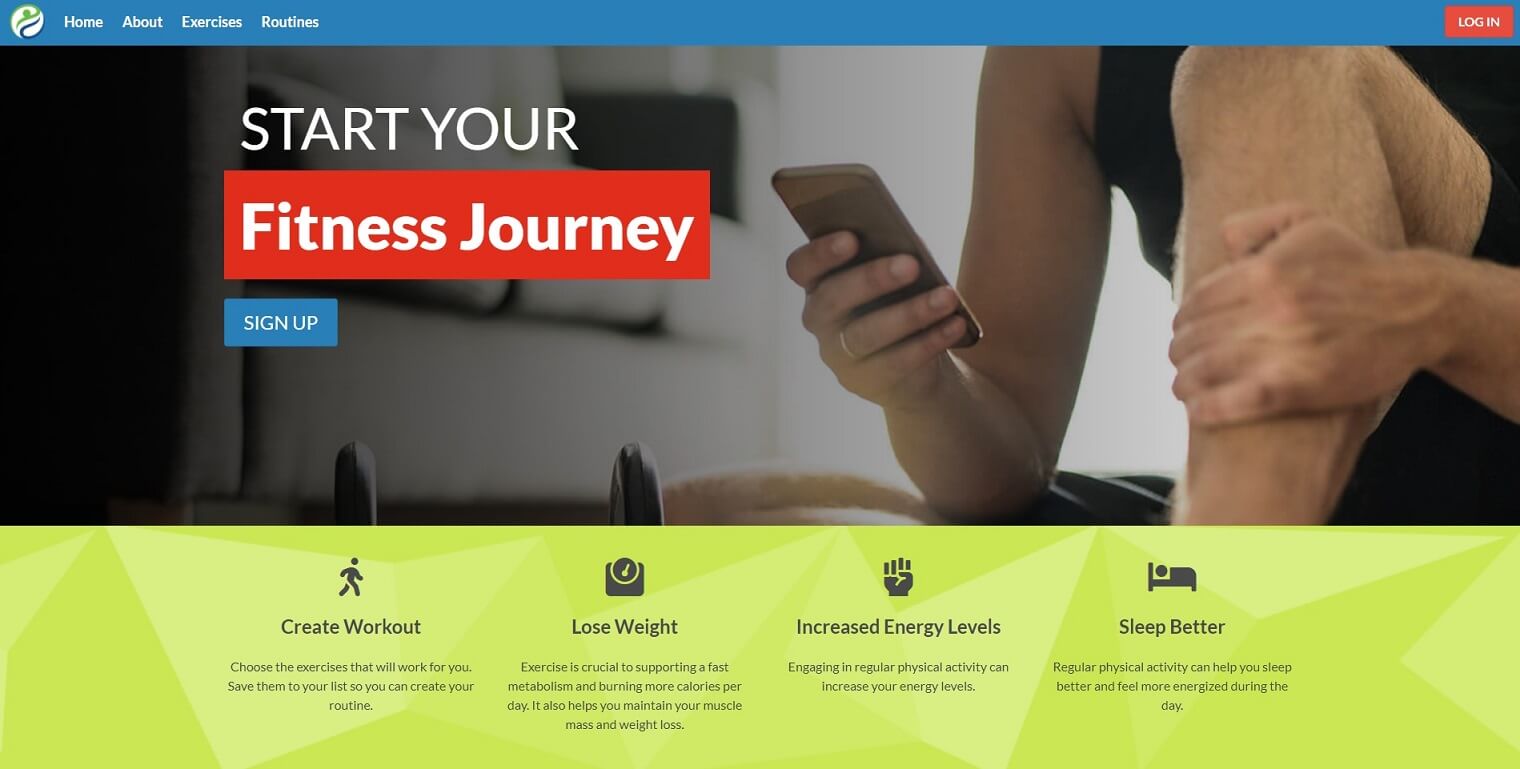 Home About Exercises Routines LOG IN
START YOUR
Fitness Journey
SIGN UP
Create Workout
Choose the exercises that will work for you.
Save them to your list so you can create your
routine.
Lose Weight
Exercise is crucial to supporting a fast
metabolism and burning more calories per
day. It also helps you maintain your muscle
mass and weight loss.
Increased Energy Levels
Engaging in regular physical activity can
increase your energy levels.
Sleep Better
Regular physical activity can help you sleep
better and feel more energized during the
day.